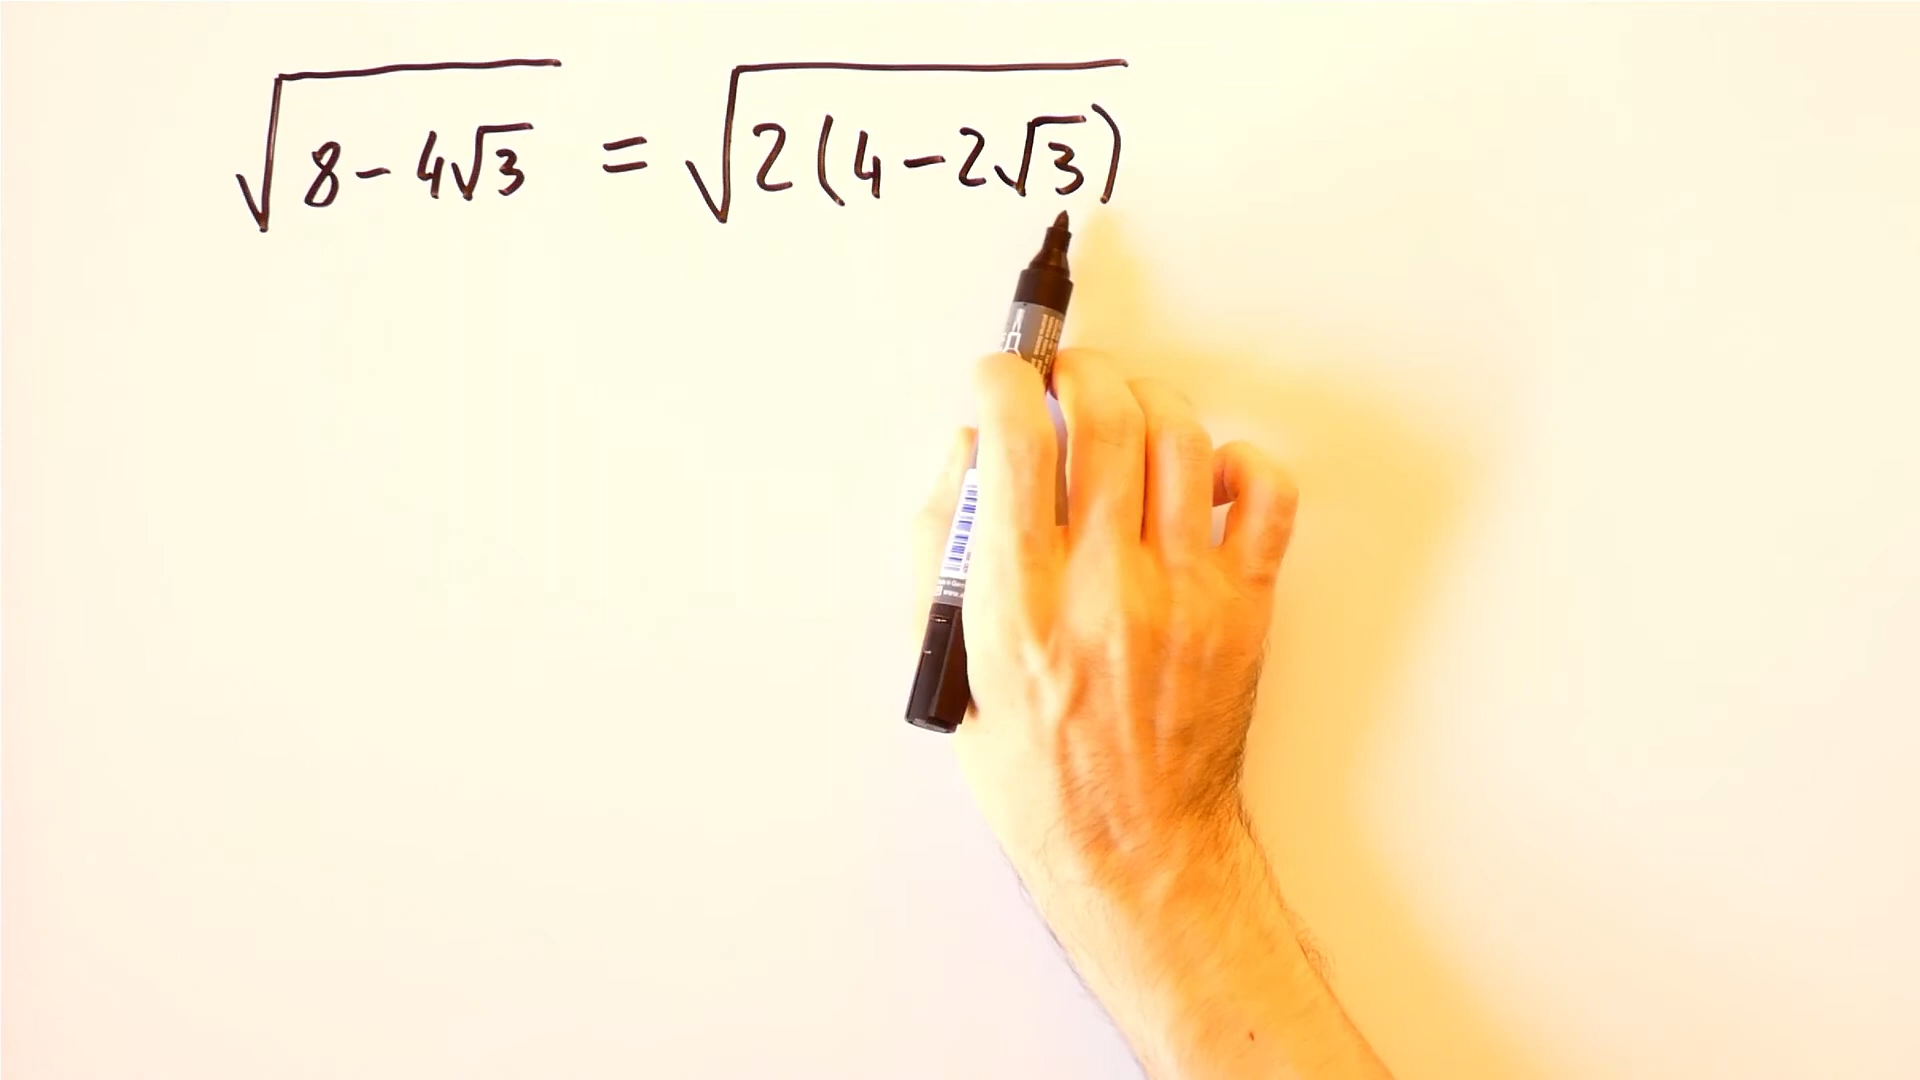 √(8 - 4√3) = √(2(4 - 2√3))